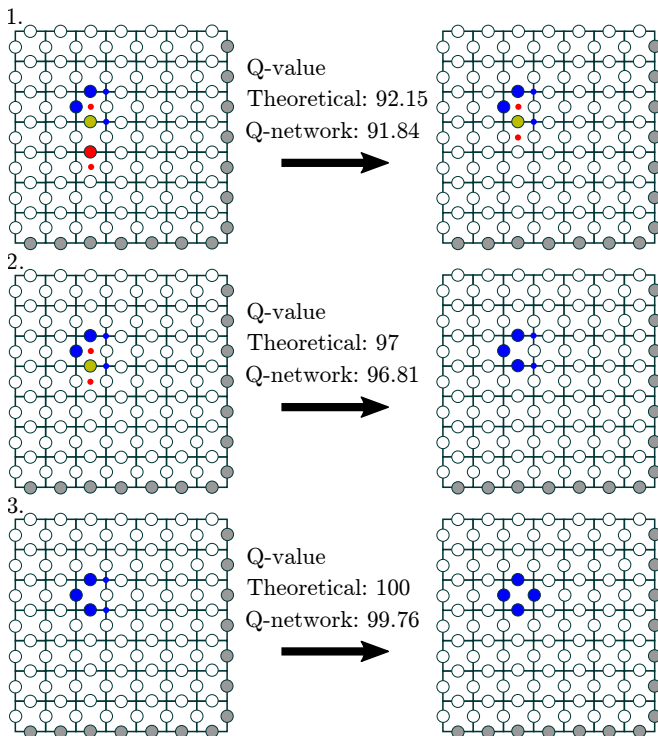 1.
Q-value
Theoretical: 92.15
Q-network: 91.84
2.
Q-value
Theoretical: 97
Q-network: 96.81
3.
Q-value
Theoretical: 100
Q-network: 99.76